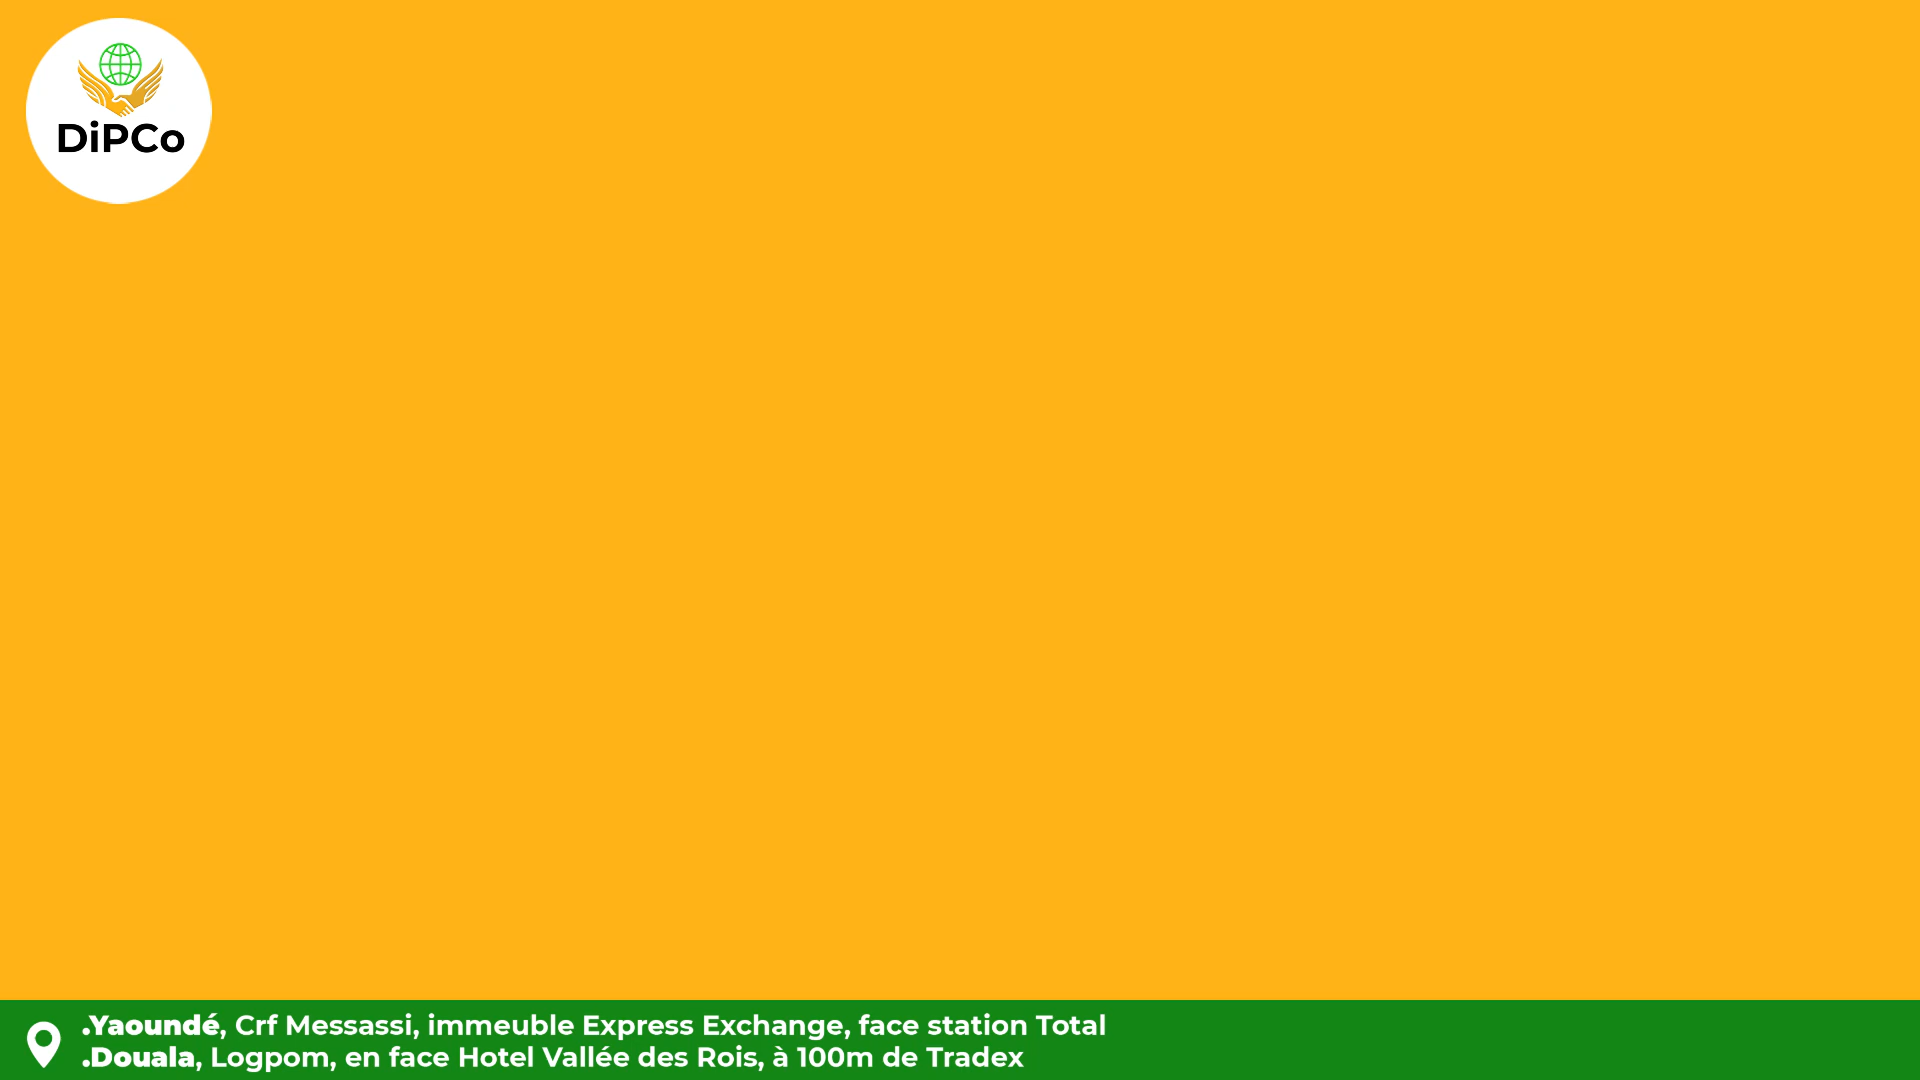 DiPCo
.Yaoundé, Crf Messassi, immeuble Express Exchange, face station Total
.Douala, Logpom, en face Hotel Vallée des Rois, à 100m de Tradex